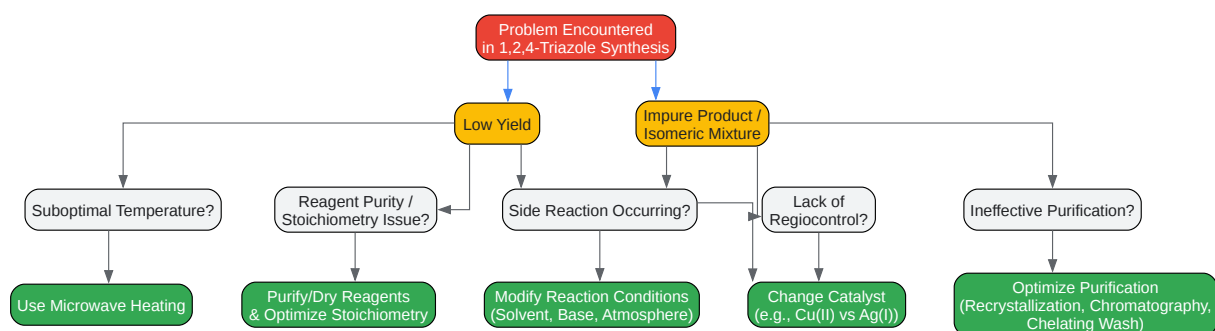 Problem Encountered
in 1,2,4-Triazole Synthesis
Low Yield
Impure Product /
Isomeric Mixture
Suboptimal Temperature?
Reagent Purity /
Stoichiometry Issue?
Side Reaction Occurring?
Lack of
Regiocontrol?
Ineffective Purification?
Use Microwave Heating
Purify/Dry Reagents
& Optimize Stoichiometry
Modify Reaction Conditions
(Solvent, Base, Atmosphere)
Change Catalyst
(e.g., Cu(II) vs Ag(I))
Optimize Purification
(Recrystallization, Chromatography,
Chelating Wash)